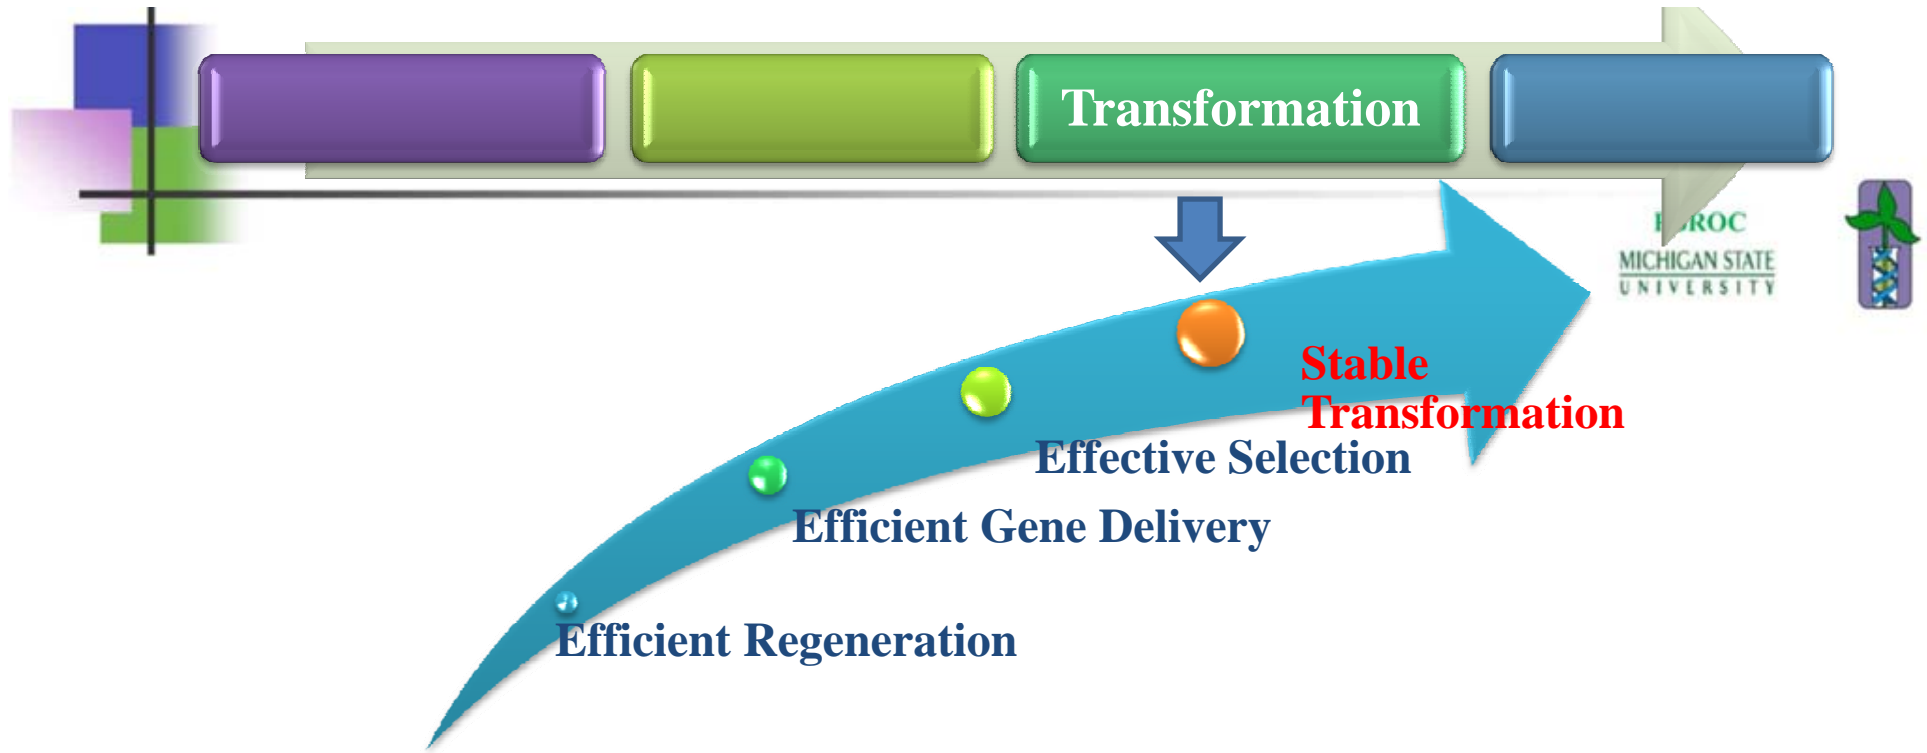 Transformation
MICHIGAN STATE
UNIVERSITY
Stable
Transformation
Effective Selection
Efficient Gene Delivery
Efficient Regeneration